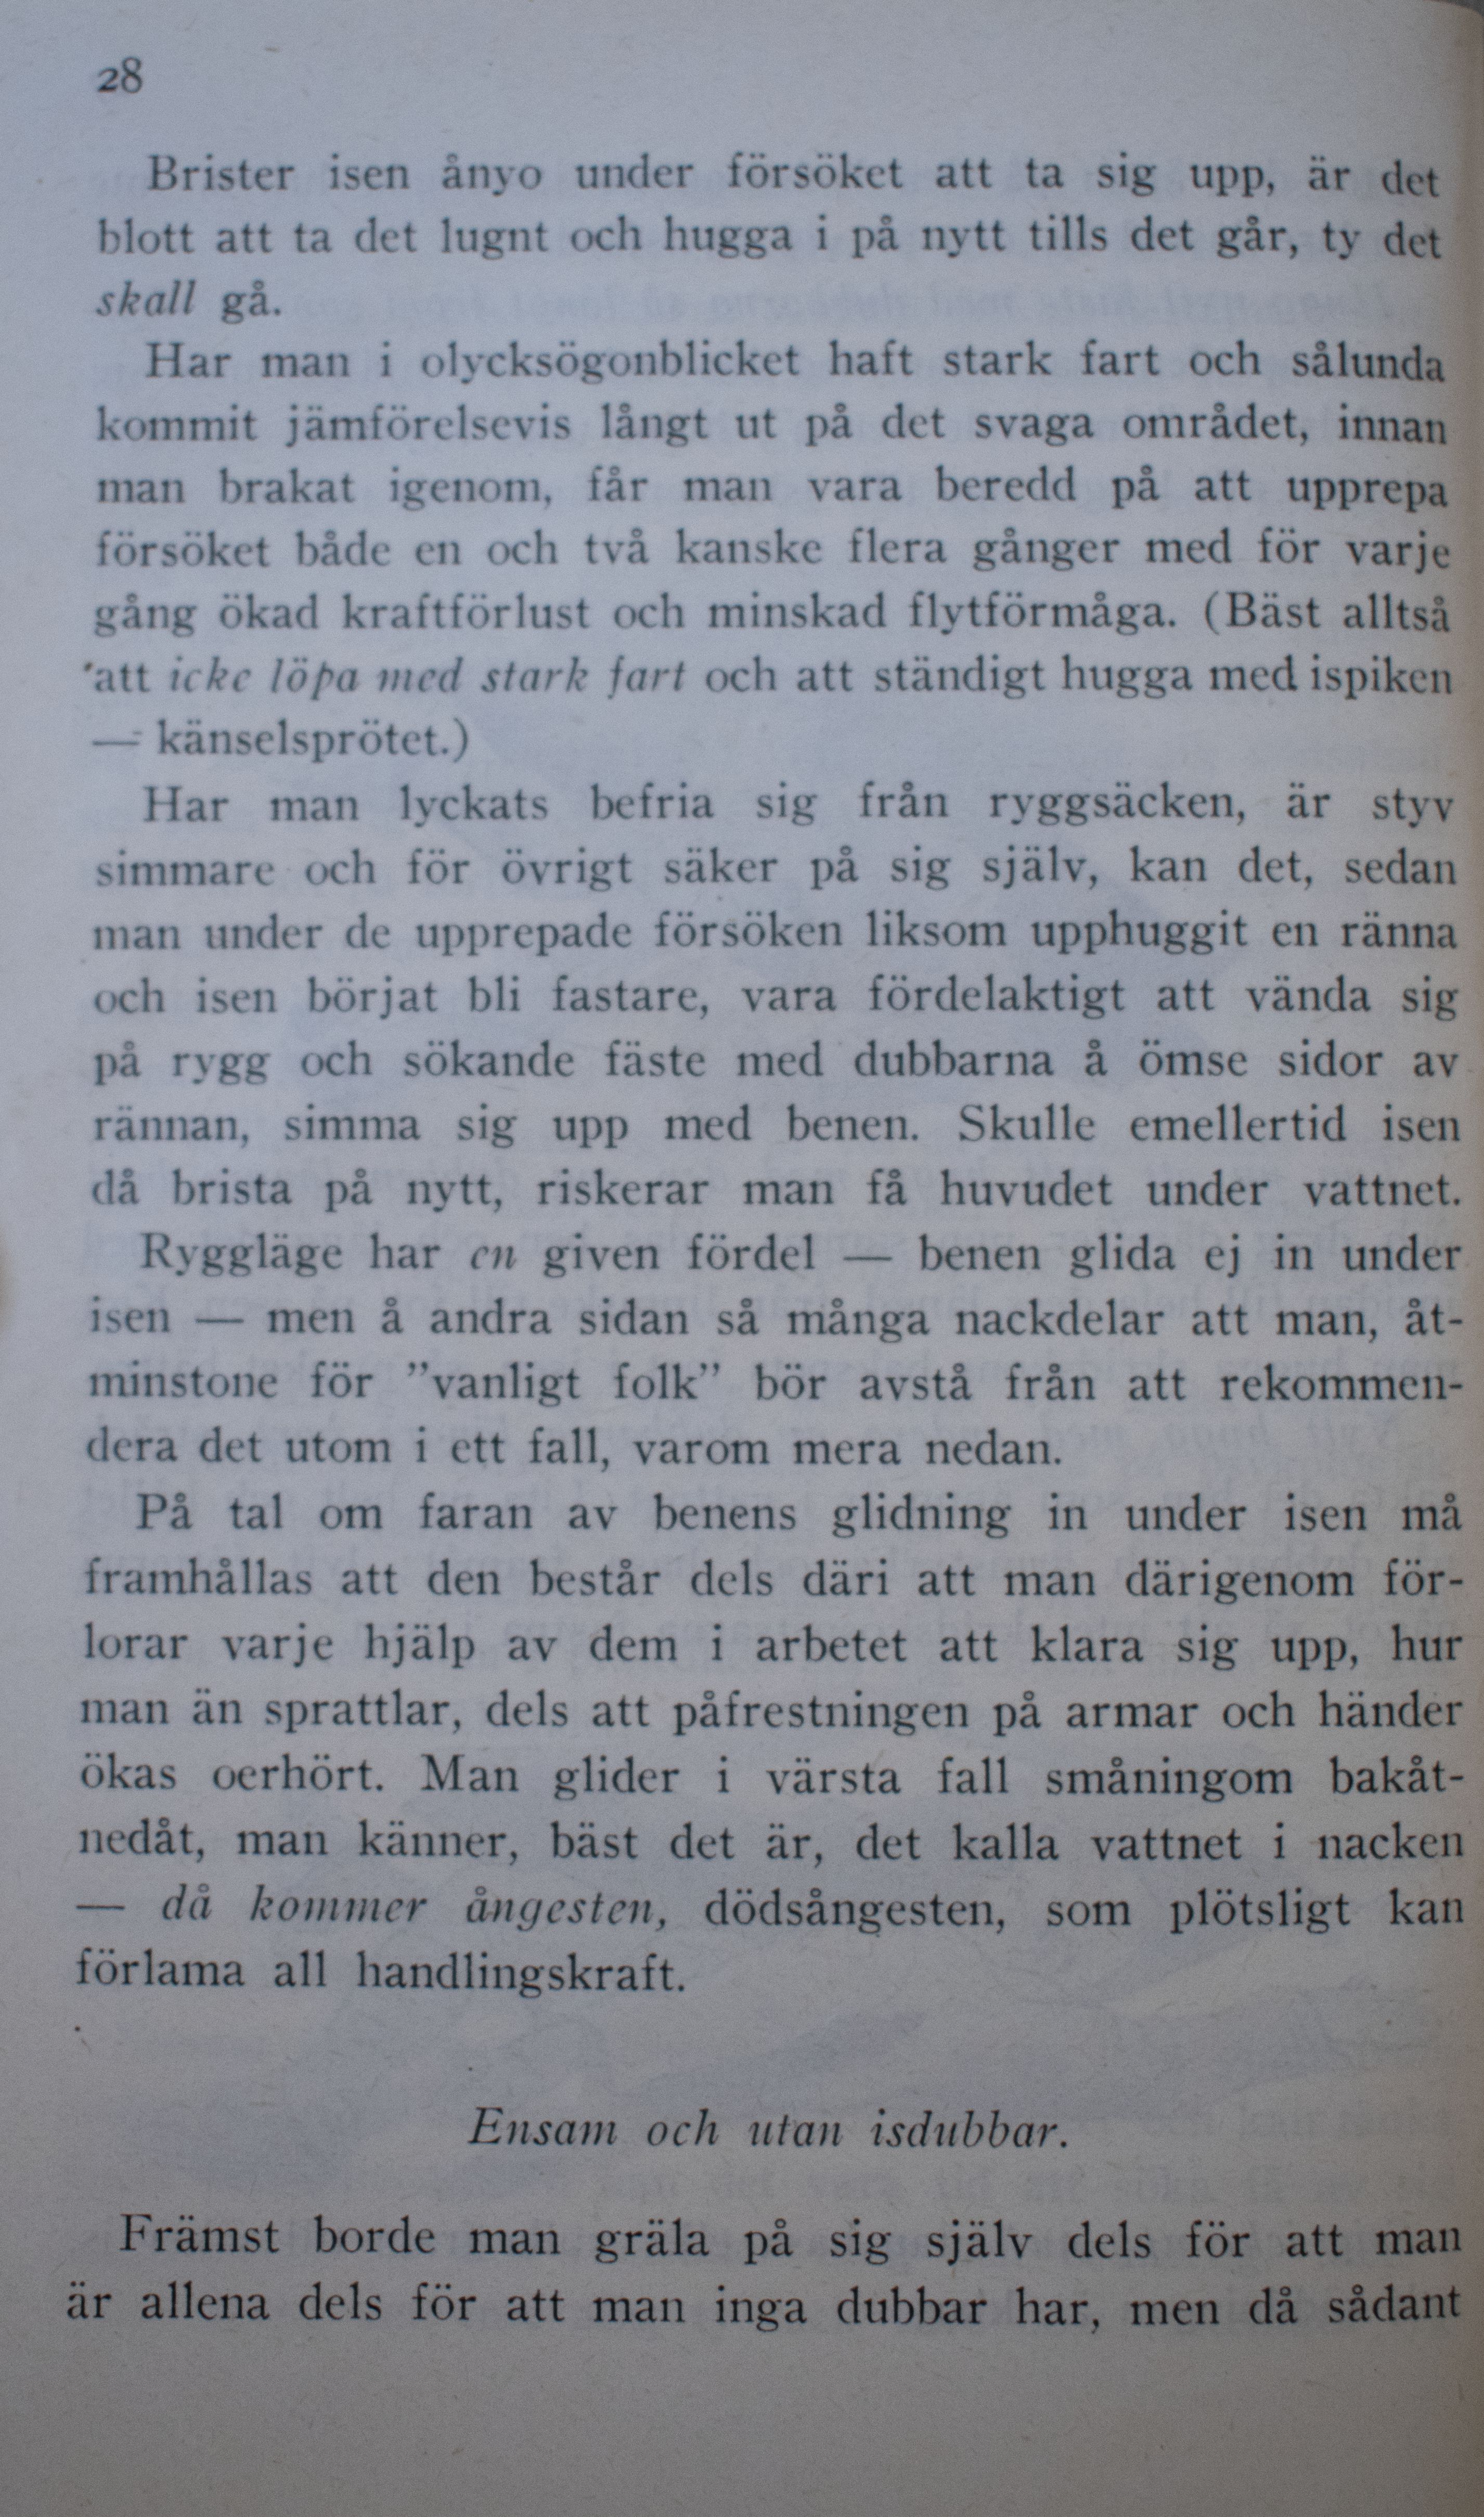 28
Brister isen ånyo under försöket att ta sig upp, är det
blott att ta det lugnt och hugga i på nytt tills det går, ty det
skall gå.
Har man i olycksögonblicket haft stark fart och sålunda
kommit jämförelsevis långt ut på det svaga området, innan
man brakat igenom, får man vara beredd på att upprepa
försöket både en och två kanske flera gånger med för varje
gång ökad kraftförlust och minskad flytförmåga. (Bäst alltså
att icke löpa med stark fart och att ständigt hugga med ispiken
— känselsprötet.)
Har man lyckats befria sig från ryggsäcken, är styv
simmare och för övrigt säker på sig själv, kan det, sedan
man under de upprepade försöken liksom upphuggit en ränna
och isen börjat bli fastare, vara fördelaktigt att vända sig
på rygg och sökande fäste med dubbarna å ömse sidor av
rännan, simma sig upp med benen. Skulle emellertid isen
då brista på nytt, riskerar man få huvudet under vattnet.
Ryggläge har en given fördel — benen glida ej in under
isen — men å andra sidan så många nackdelar att man, åt-
minstone för ”vanligt folk” bör avstå från att rekommen-
dera det utom i ett fall, varom mera nedan.
På tal om faran av benens glidning in under isen må
framhållas att den består dels däri att man därigenom för-
lorar varje hjälp av dem i arbetet att klara sig upp, hur
man än sprattlar, dels att påfrestningen på armar och händer
ökas oerhört. Man glider i värsta fall småningom bakåt-
nedåt, man känner, bäst det är, det kalla vattnet i nacken
— då kommer ångesten, dödsångesten, som plötsligt kan
förlama all handlingskraft.
Ensam och utan isdubbar.
Främst borde man gräla på sig själv dels för att man
är allena dels för att man inga dubbar har, men då sådant